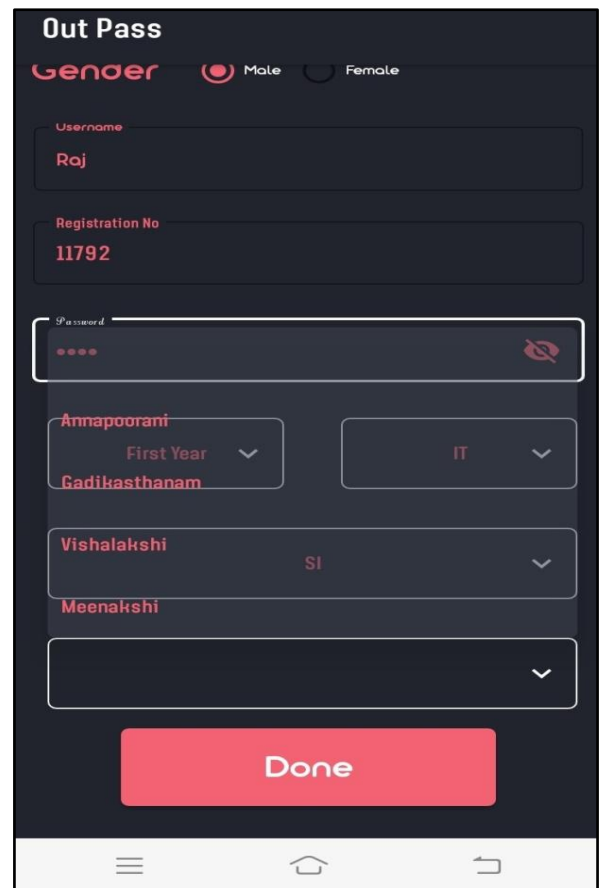 Out Pass
Gender Male Female
Username
Raj
Registration No
11792
Password
••••
Annapoorani
First Year IT
Gadikasthanam
Vishalakshi
SI
Meenakshi
Done